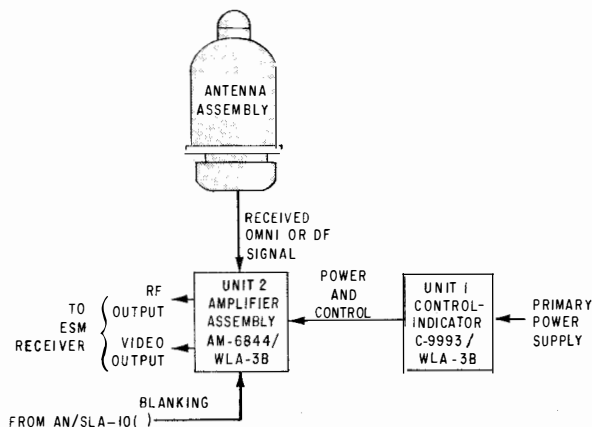 ANTENNA
ASSEMBLY
RECEIVED
OMNI OR DF
SIGNAL
TO
ESM
RECEIVER
RF
OUTPUT
VIDEO
OUTPUT
UNIT 2
AMPLIFIER
ASSEMBLY
AM-6844/
WLA-3B
POWER
AND
CONTROL
UNIT 1
CONTROL-
INDICATOR
C-9993/
WLA-3B
PRIMARY
POWER
SUPPLY
BLANKING
FROM AN/SLA-10( )